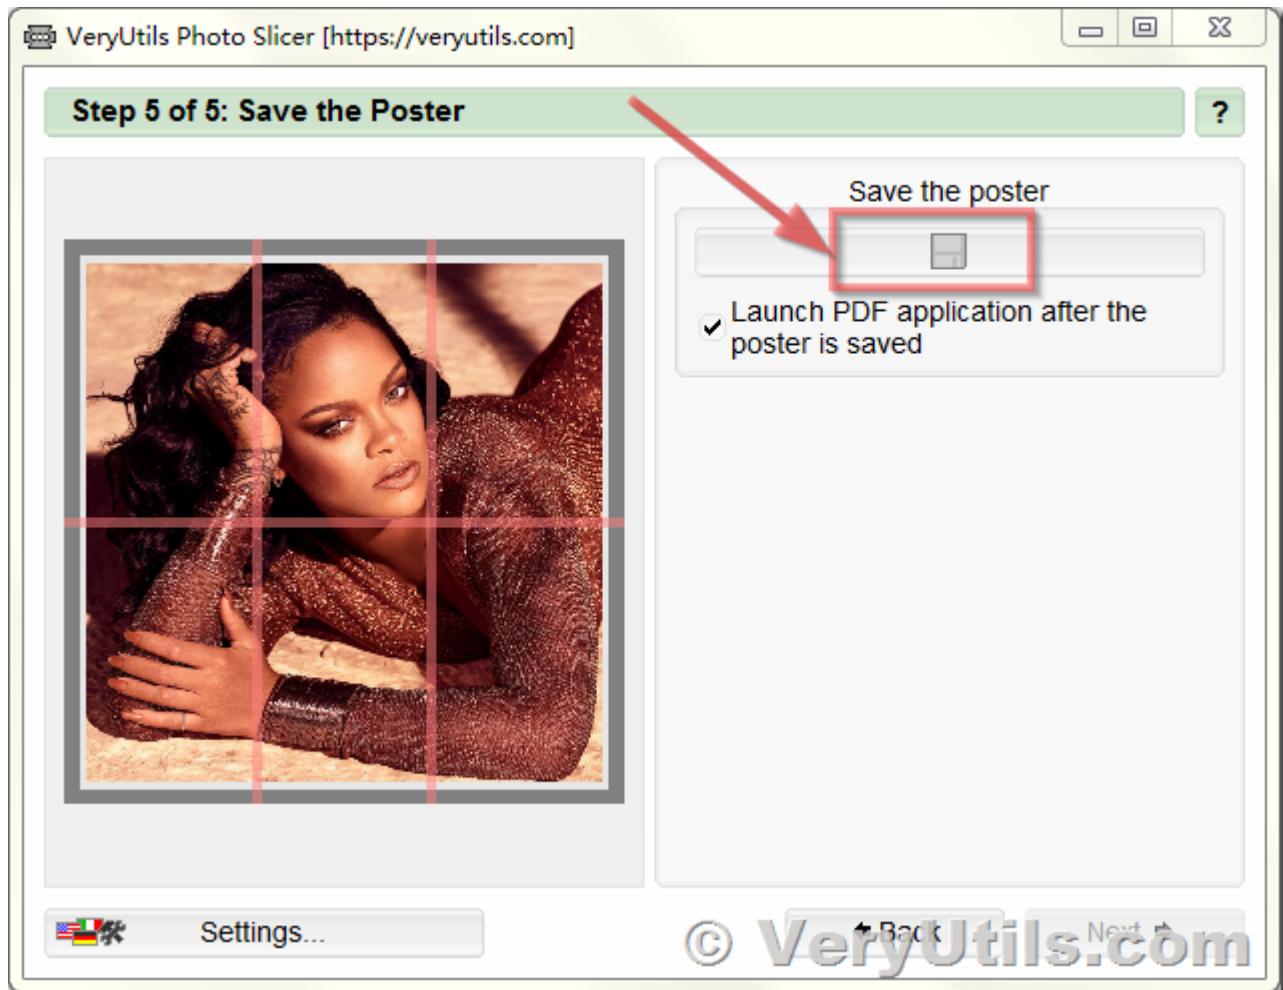 VeryUtils Photo Slicer [https://veryutils.com]
Step 5 of 5: Save the Poster
?
Save the poster
Launch PDF application after the
poster is saved
Settings...
Back
Next
© VeryUtils.com